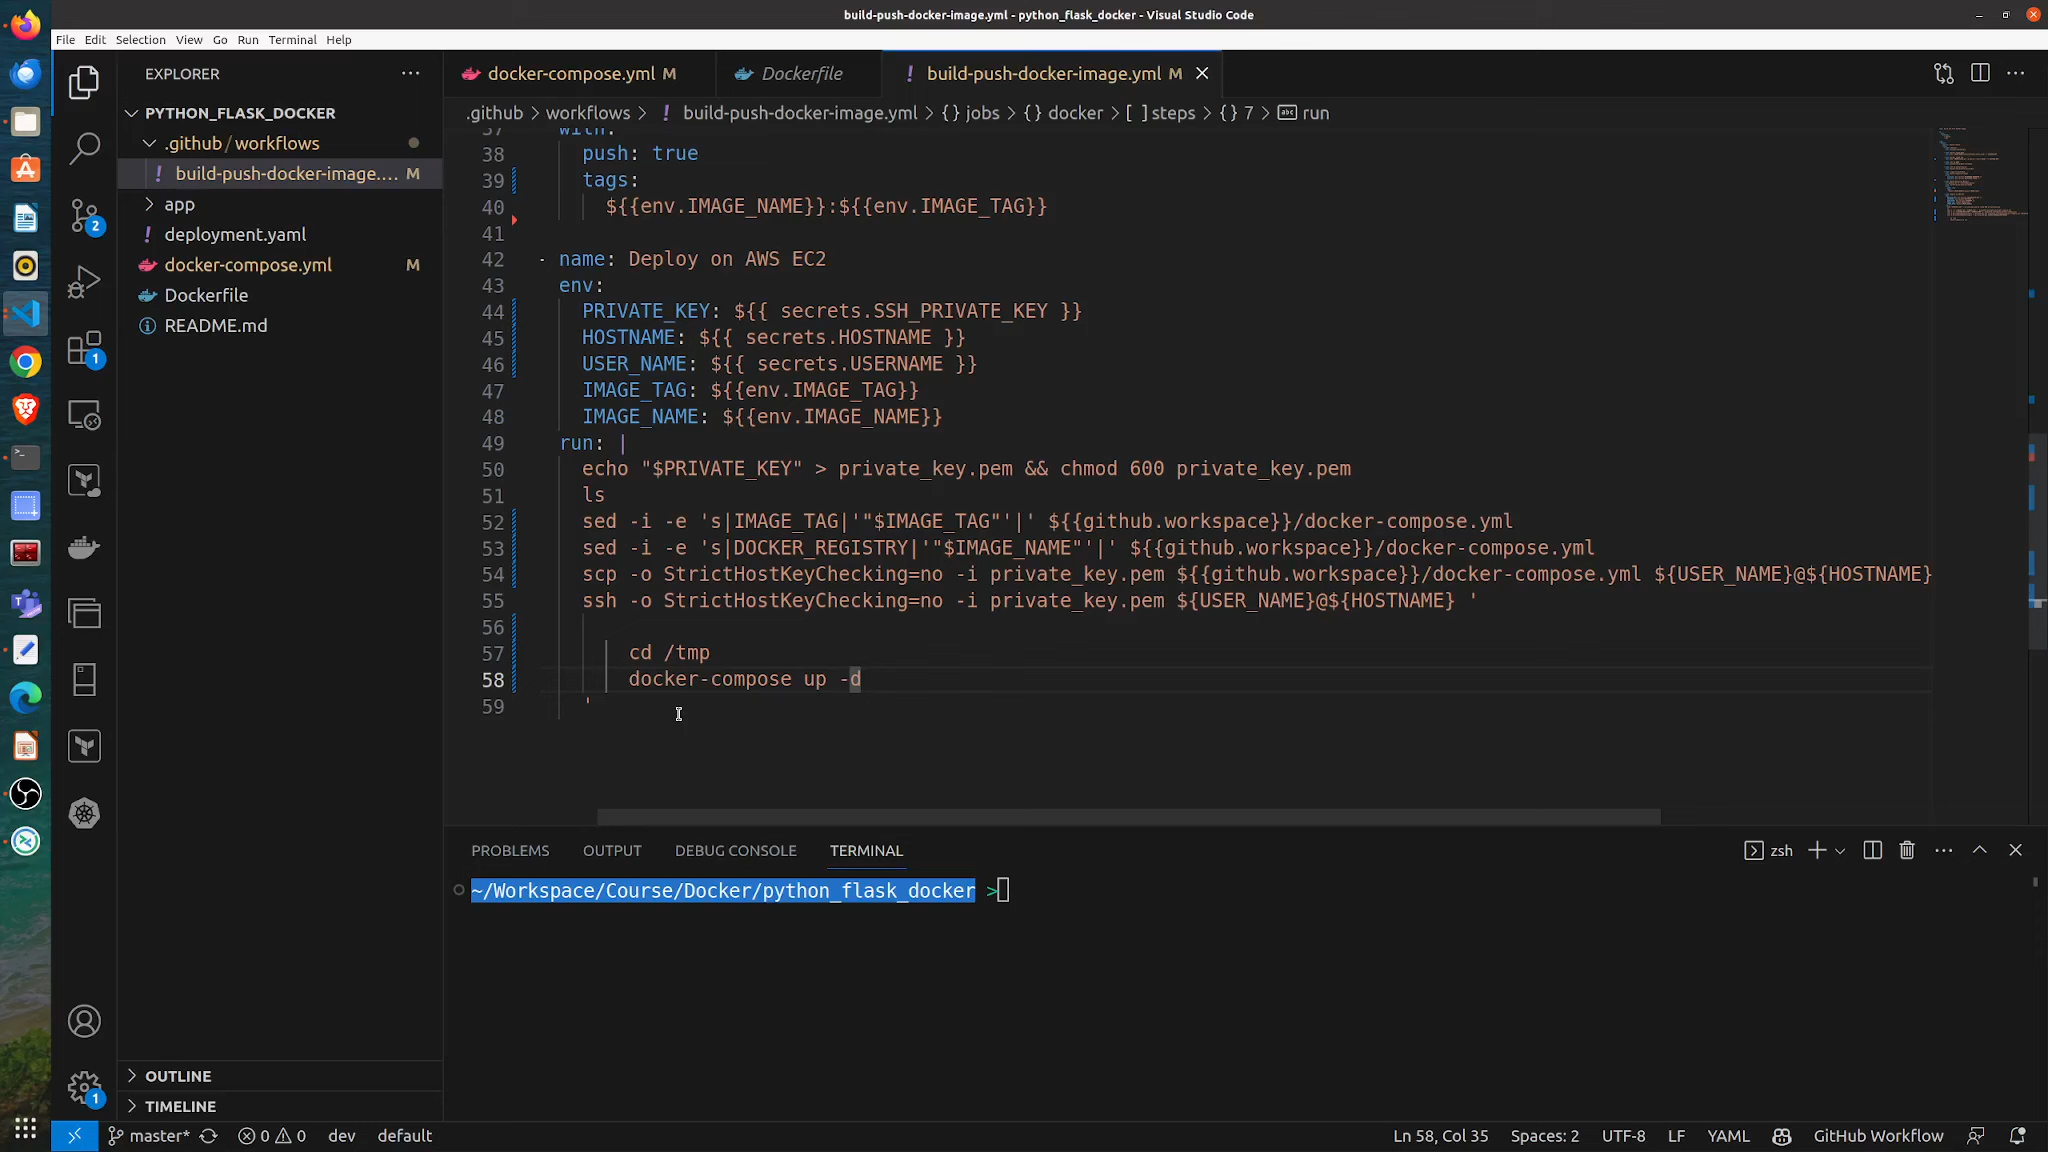 build-push-docker-image.yml - python_flask_docker - Visual Studio Code
File Edit Selection View Go Run Terminal Help
EXPLORER
PYTHON_FLASK_DOCKER
.github / workflows
! build-push-docker-image.... M
app
! deployment.yaml
docker-compose.yml M
Dockerfile
README.md
OUTLINE
TIMELINE
2
1
1
docker-compose.yml M
Dockerfile
! build-push-docker-image.yml M
.github > workflows > ! build-push-docker-image.yml > {} jobs > {} docker > [ ] steps > {} 7 > abc run
37 with:
38 push: true
39 tags:
40 ${{env.IMAGE_NAME}}:${{env.IMAGE_TAG}}
41
42 - name: Deploy on AWS EC2
43 env:
44 PRIVATE_KEY: ${{ secrets.SSH_PRIVATE_KEY }}
45 HOSTNAME: ${{ secrets.HOSTNAME }}
46 USER_NAME: ${{ secrets.USERNAME }}
47 IMAGE_TAG: ${{env.IMAGE_TAG}}
48 IMAGE_NAME: ${{env.IMAGE_NAME}}
49 run: |
50 echo "$PRIVATE_KEY" > private_key.pem && chmod 600 private_key.pem
51 ls
52 sed -i -e 's|IMAGE_TAG|'"$IMAGE_TAG"'|' ${{github.workspace}}/docker-compose.yml
53 sed -i -e 's|DOCKER_REGISTRY|'"$IMAGE_NAME"'|' ${{github.workspace}}/docker-compose.yml
54 scp -o StrictHostKeyChecking=no -i private_key.pem ${{github.workspace}}/docker-compose.yml ${USER_NAME}@${HOSTNAME}
55 ssh -o StrictHostKeyChecking=no -i private_key.pem ${USER_NAME}@${HOSTNAME} '
56
57 cd /tmp
58 docker-compose up -d
59 '
PROBLEMS OUTPUT DEBUG CONSOLE TERMINAL
zsh
~/Workspace/Course/Docker/python_flask_docker >
master* 0 0 dev default
Ln 58, Col 35 Spaces: 2 UTF-8 LF YAML GitHub Workflow